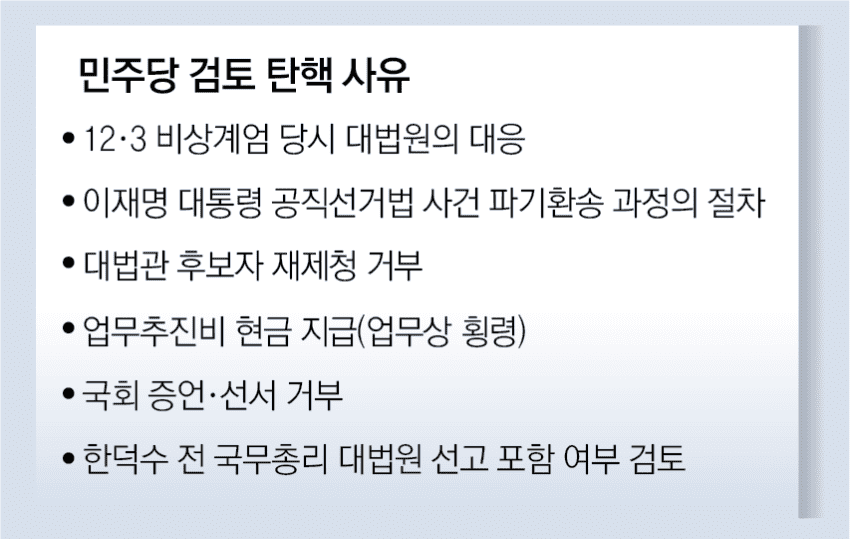 민주당 검토 탄핵 사유
• 12·3 비상계엄 당시 대법원의 대응
• 이재명 대통령 공직선거법 사건 파기환송 과정의 절차
• 대법관 후보자 재제청 거부
• 업무추진비 현금 지급(업무상 횡령)
• 국회 증언·선서 거부
• 한덕수 전 국무총리 대법원 선고 포함 여부 검토